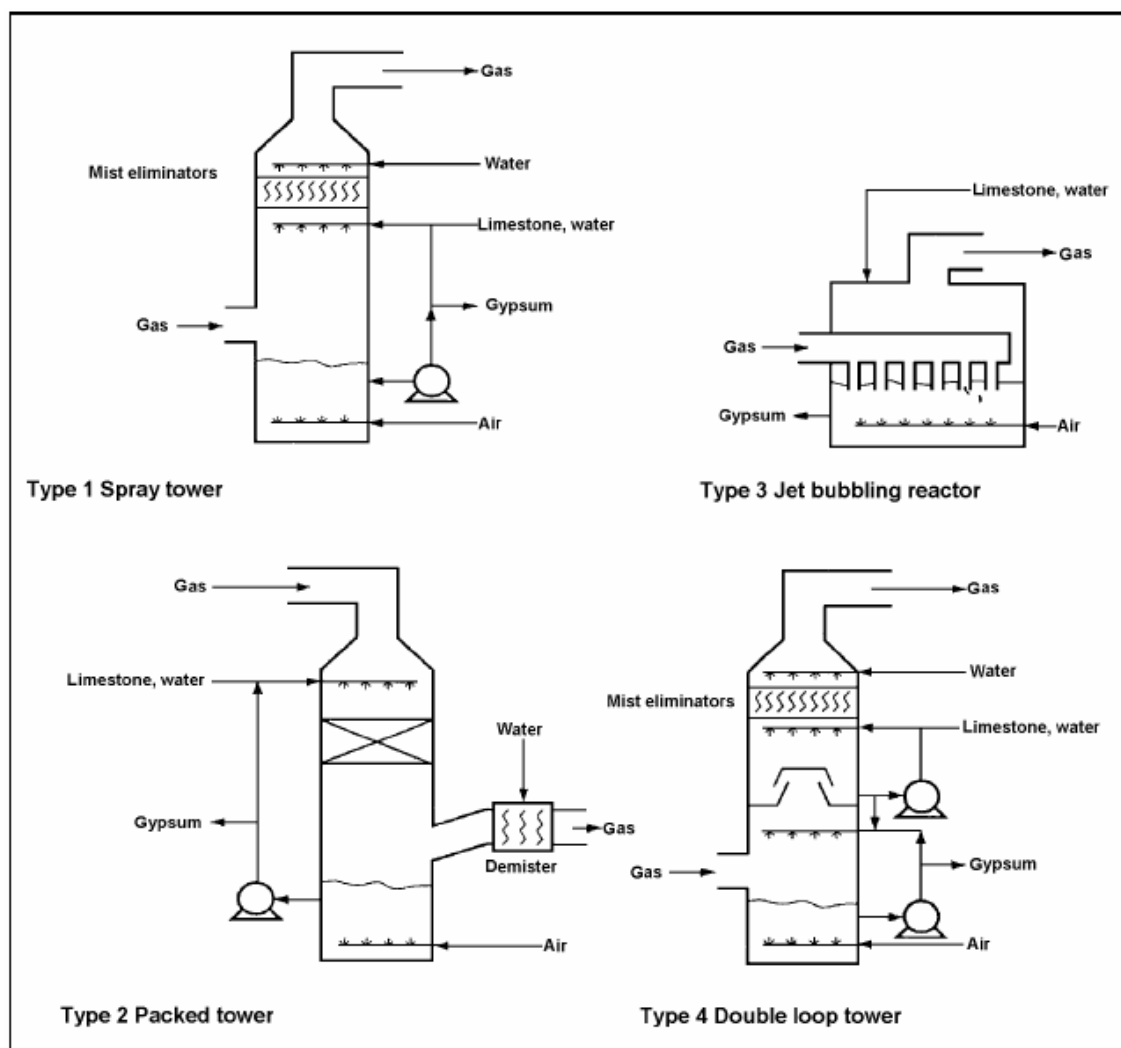 Gas
Water
Mist eliminators
Limestone, water
Gypsum
Gas
Air
Type 1 Spray tower
Limestone, water
Gas
Gas
Gypsum
Air
Type 3 Jet bubbling reactor
Gas
Limestone, water
Water
Gypsum
Gas
Demister
Air
Type 2 Packed tower
Gas
Water
Mist eliminators
Limestone, water
Gas
Gypsum
Air
Type 4 Double loop tower